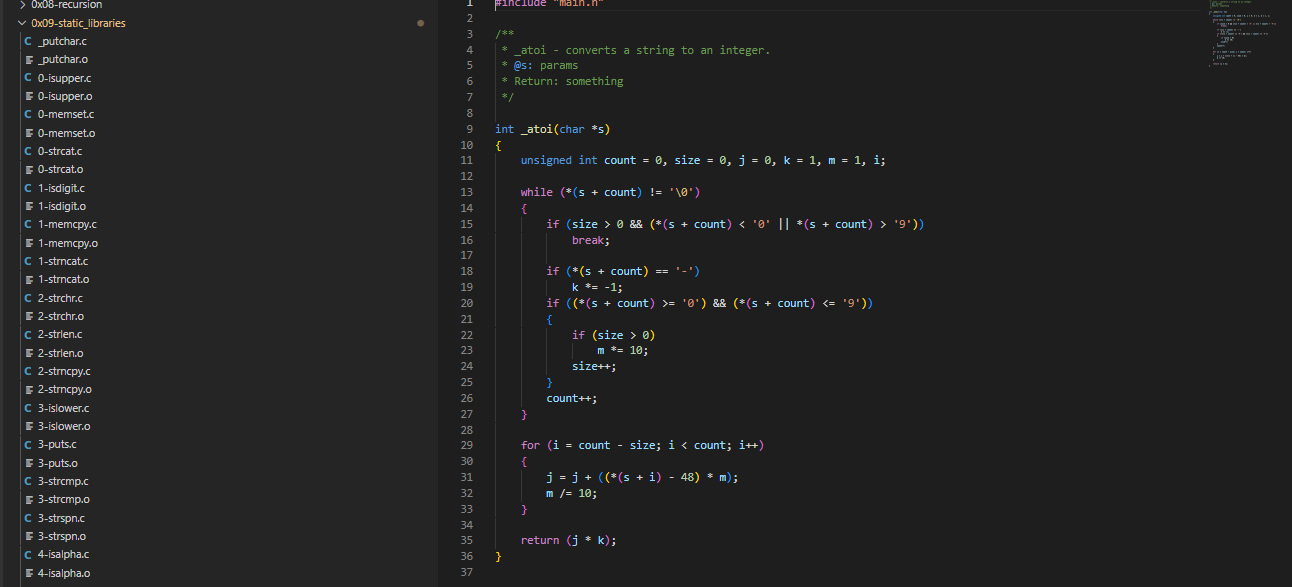 0x08-recursion
0x09-static_libraries
C _putchar.c
_putchar.o
C 0-isupper.c
0-isupper.o
C 0-memset.c
0-memset.o
C 0-strcat.c
0-strcat.o
C 1-isdigit.c
1-isdigit.o
C 1-memcpy.c
1-memcpy.o
C 1-strncat.c
1-strncat.o
C 2-strchr.c
2-strchr.o
C 2-strlen.c
2-strlen.o
C 2-strncpy.c
2-strncpy.o
C 3-islower.c
3-islower.o
C 3-puts.c
3-puts.o
C 3-strcmp.c
3-strcmp.o
C 3-strspn.c
3-strspn.o
C 4-isalpha.c
4-isalpha.o
1 #include "main.h"
2
3 /**
4 * _atoi - converts a string to an integer.
5 * @s: params
6 * Return: something
7 */
8
9 int _atoi(char *s)
10 {
11 unsigned int count = 0, size = 0, j = 0, k = 1, m = 1, i;
12
13 while (*(s + count) != '\0')
14 {
15 if (size > 0 && (*(s + count) < '0' || *(s + count) > '9'))
16 break;
17
18 if (*(s + count) == '-')
19 k *= -1;
20 if ((*(s + count) >= '0') && (*(s + count) <= '9'))
21 {
22 if (size > 0)
23 m *= 10;
24 size++;
25 }
26 count++;
27 }
28
29 for (i = count - size; i < count; i++)
30 {
31 j = j + ((*(s + i) - 48) * m);
32 m /= 10;
33 }
34
35 return (j * k);
36 }
37